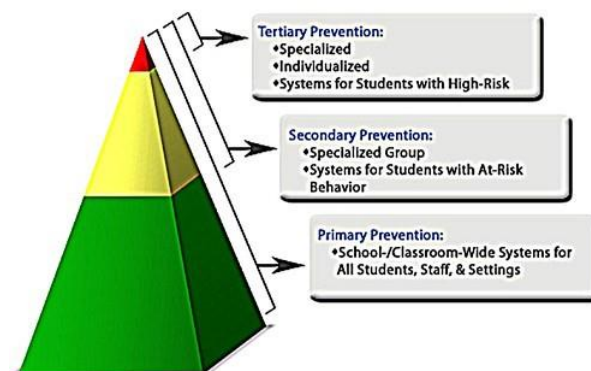 Tertiary Prevention:
♦Specialized
♦Individualized
♦Systems for Students with High-Risk
Secondary Prevention:
♦Specialized Group
♦Systems for Students with At-Risk
Behavior
Primary Prevention:
♦School-/Classroom-Wide Systems for
All Students, Staff, & Settings